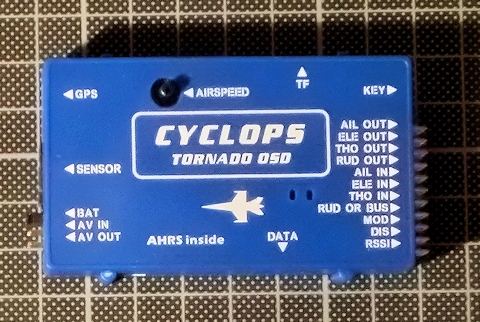 ◀GPS
◀AIRSPEED
▲
TF
KEY▶
CYCLOPS
TORNADO OSD
◀SENSOR
◀BAT
◀AV IN
◀AV OUT
AHRS inside
DATA
▼
AIL OUT▶
ELE OUT▶
THO OUT▶
RUD OUT▶
AIL IN▶
ELE IN▶
THO IN▶
RUD OR BUS▶
MOD▶
DIS▶
RSSI▶